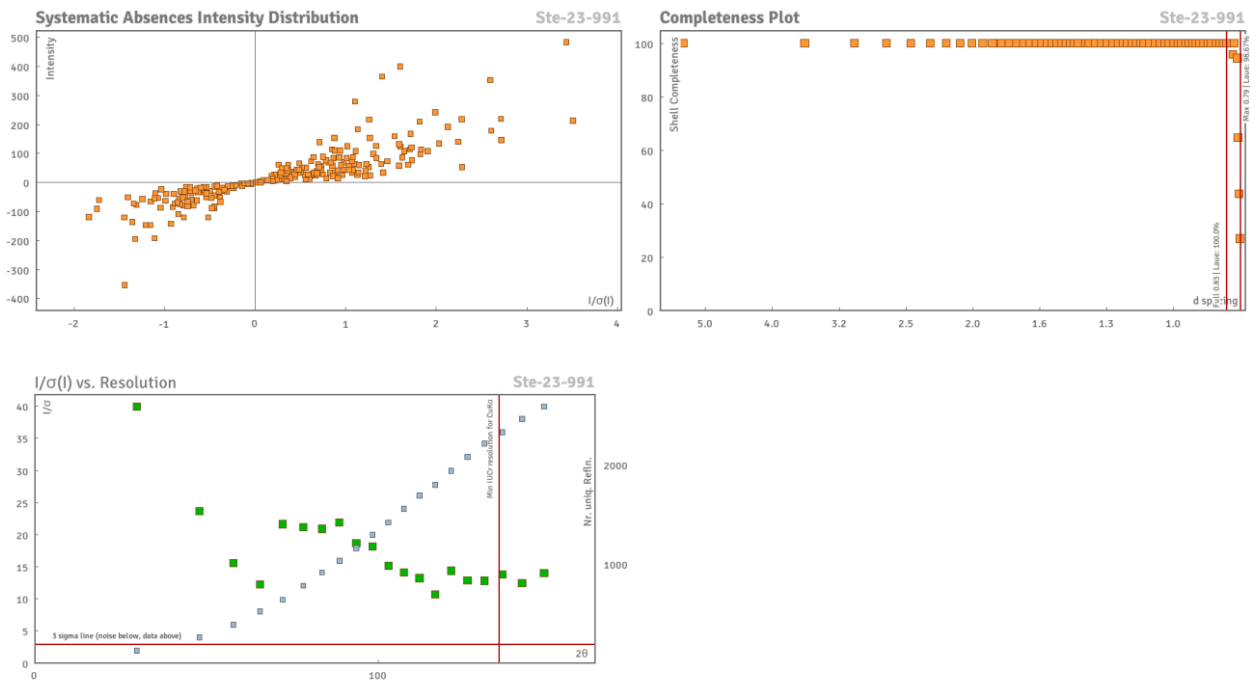 Systematic Absences Intensity Distribution
Ste-23-991
Intensity
500
400
300
200
100
0
-100
-200
-300
-400
I/σ(I)
-2
-1
0
1
2
3
4
Completeness Plot
Ste-23-991
Shell Completeness
100
80
60
40
20
0
Full 0.83 | Laue: 100.0%
Max 0.79 | Laue: 98.67%
d spacing
5.0
4.0
3.2
2.5
2.0
1.6
1.3
1.0
I/σ(I) vs. Resolution
Ste-23-991
I/σ
40
35
30
25
20
15
10
5
0
Min IUCr resolution for CuKα
Nr. uniq. Refln.
2000
1000
3 sigma line (noise below, data above)
2θ
0
100